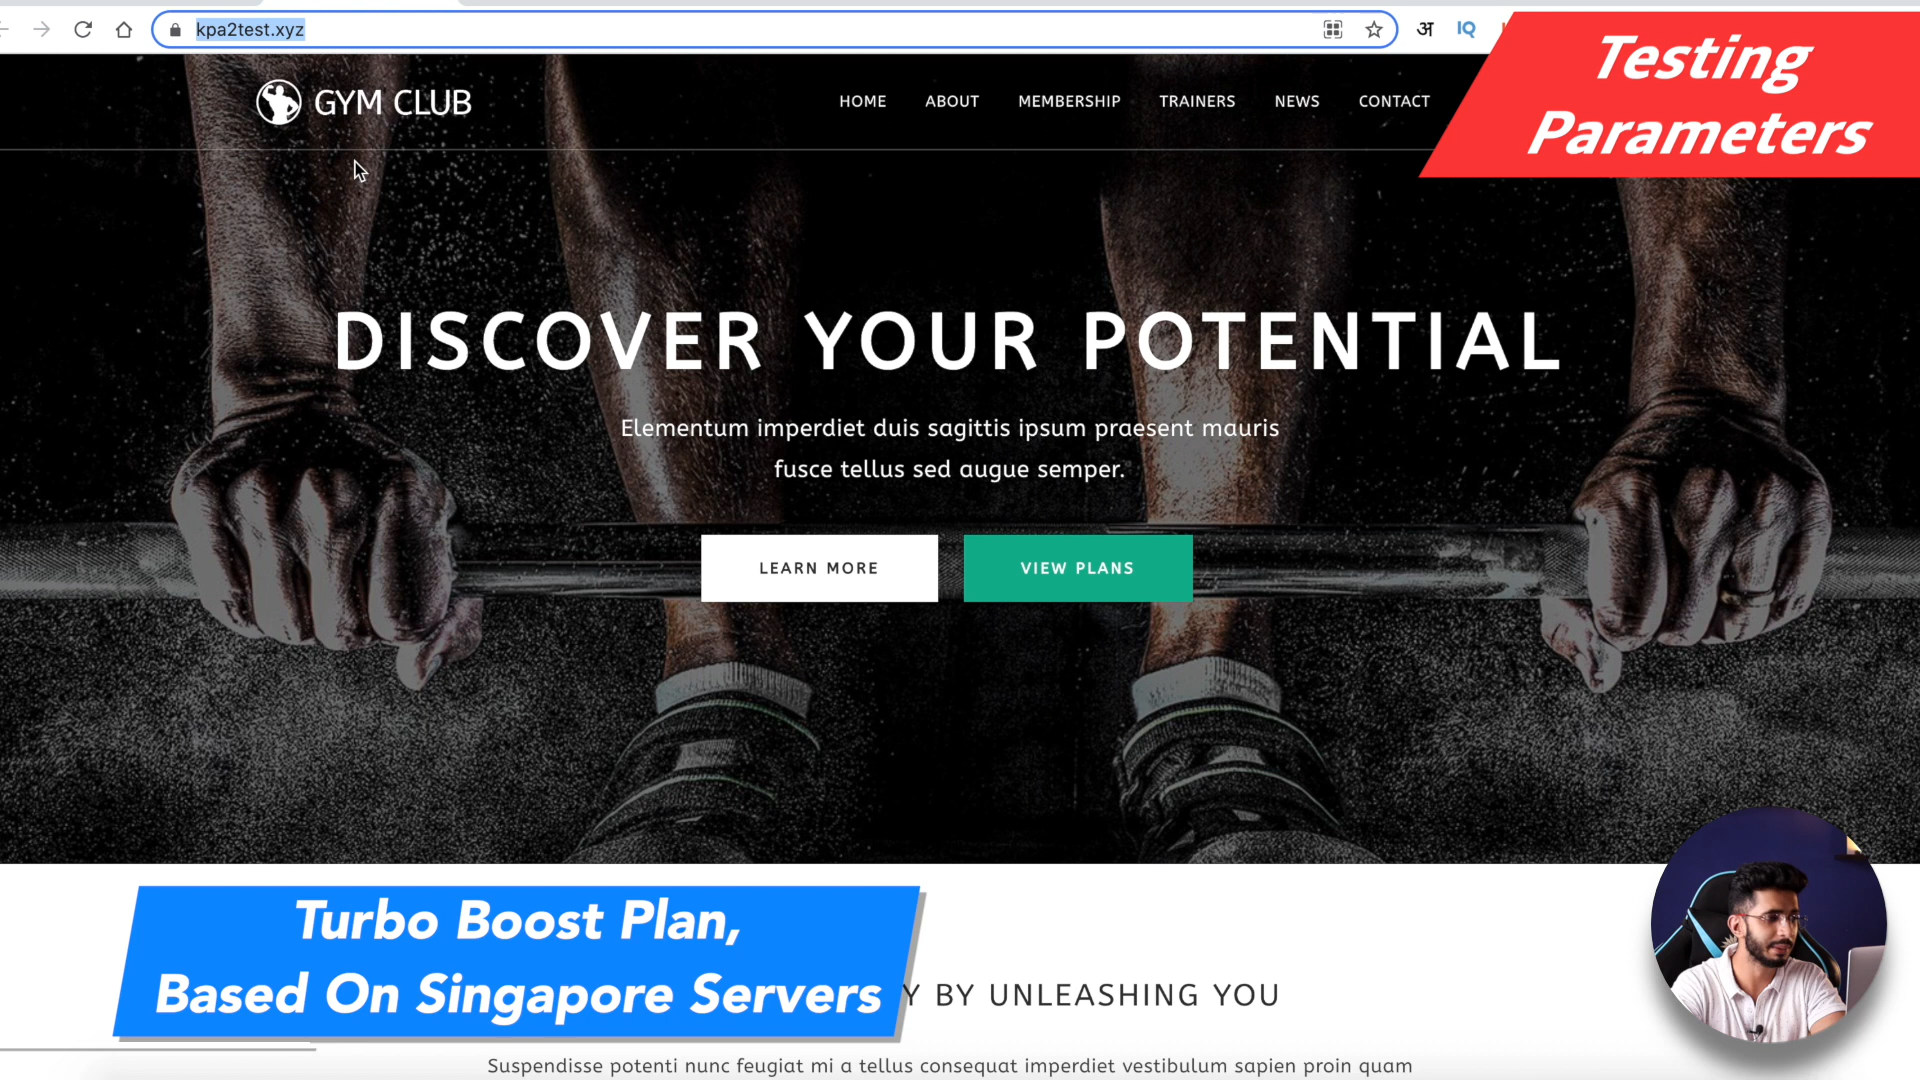 kpa2test.xyz
अ
IQ
Testing
Parameters
GYM CLUB
HOME
ABOUT
MEMBERSHIP
TRAINERS
NEWS
CONTACT
DISCOVER YOUR POTENTIAL
Elementum imperdiet duis sagittis ipsum praesent mauris
fusce tellus sed augue semper.
LEARN MORE
VIEW PLANS
Turbo Boost Plan,
Based On Singapore Servers
Y BY UNLEASHING YOU
Suspendisse potenti nunc feugiat mi a tellus consequat imperdiet vestibulum sapien proin quam